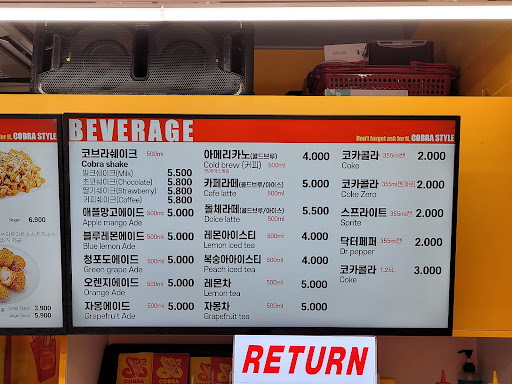 r it, COBRA STYLE
6.900
3.900
5.900
BEVERAGE
Don't forget ask for it, COBRA STYLE
코브라쉐이크 500ml
Cobra shake
밀크쉐이크(Milk) 5.500
초코쉐이크(Chocolate) 5.800
딸기쉐이크(Strawberry) 5.800
커피쉐이크(Coffee) 5.800
애플망고에이드 500ml 5.000
Apple mango Ade
블루레몬에이드 500ml 5.000
Blue lemon Ade
청포도에이드 500ml 5.000
Green grape Ade
오렌지에이드 500ml 5.000
Orange Ade
자몽에이드 500ml 5.000
Grapefruit Ade
아메리카노(콜드브루) 4.000
Cold brew (커피) 500ml
카페라떼(콜드브루/아이스) 5.000
Cafe latte 500ml
돌체라떼(콜드브루/아이스) 5.500
Dolce latte 500ml
레몬아이스티 4.000
Lemon iced tea 500ml
복숭아아이스티 4.000
Peach iced tea 500ml
레몬차 5.000
Lemon tea 500ml
자몽차 5.000
Grapefruit tea 500ml
코카콜라 355ml캔 2.000
Coke
코카콜라 355ml캔(제로) 2.000
Coke Zero
스프라이트 355ml캔 2.000
Sprite
닥터페퍼 355ml캔 2.000
Dr pepper
코카콜라 1.25L 3.000
Coke
RETURN
COBRA